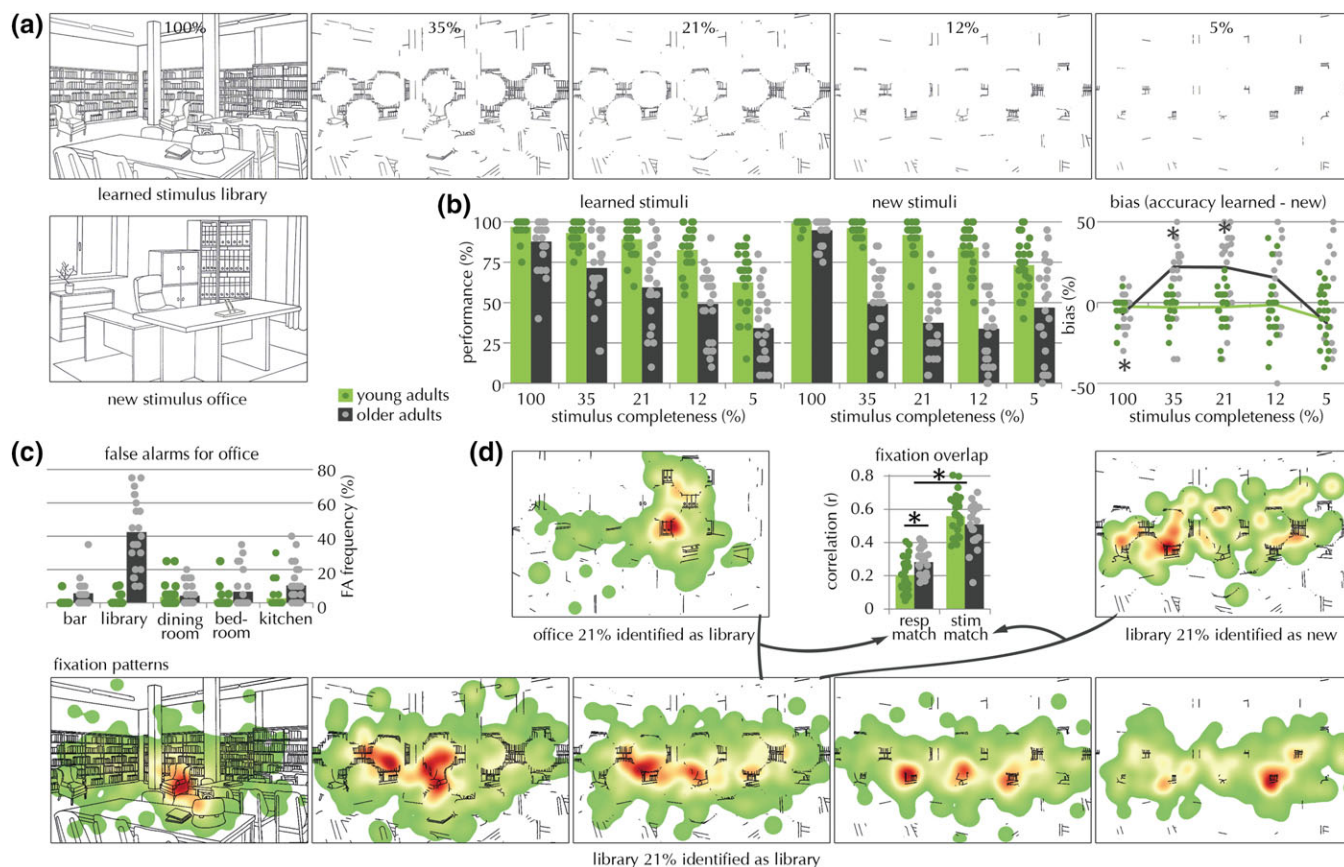 (a)
100%
35%
21%
12%
5%
learned stimulus library
new stimulus office
(b)
learned stimuli
new stimuli
bias (accuracy learned - new)
performance (%)
100
75
50
25
0
100 35 21 12 5
stimulus completeness (%)
100 35 21 12 5
stimulus completeness (%)
bias (%)
50
0
-50
*
*
*
100 35 21 12 5
stimulus completeness (%)
young adults
older adults
(c)
false alarms for office
FA frequency (%)
80
60
40
20
0
bar
library
dining
room
bed-
room
kitchen
(d)
office 21% identified as library
fixation overlap
correlation (r)
0.8
0.6
0.4
0.2
0
*
*
resp
match
stim
match
library 21% identified as new
fixation patterns
library 21% identified as library